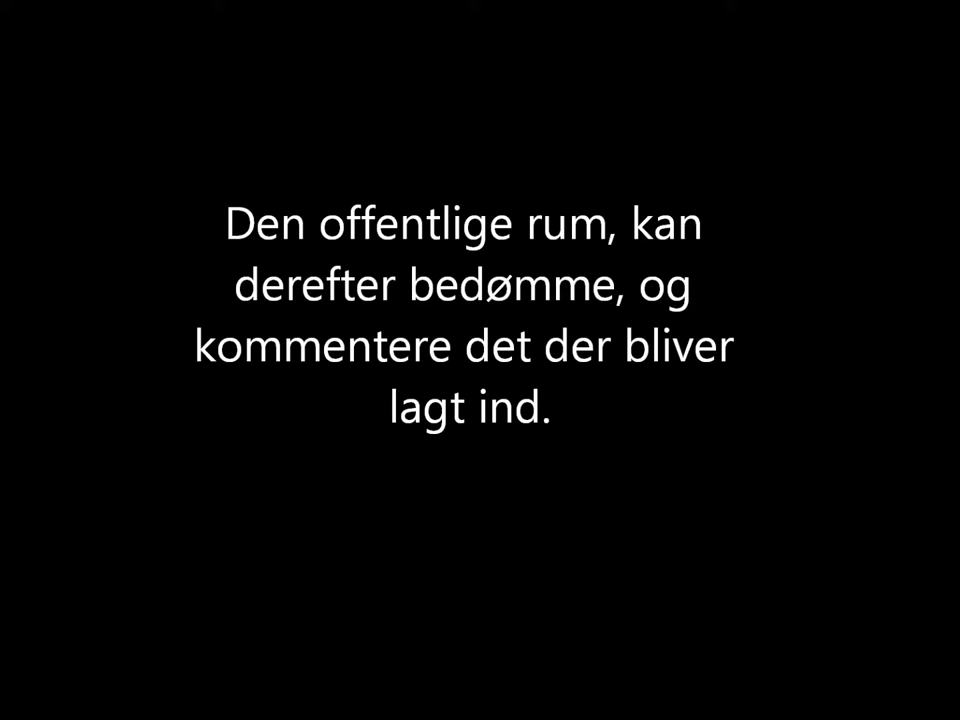 Den offentlige rum, kan
derefter bedømme, og
kommentere det der bliver
lagt ind.